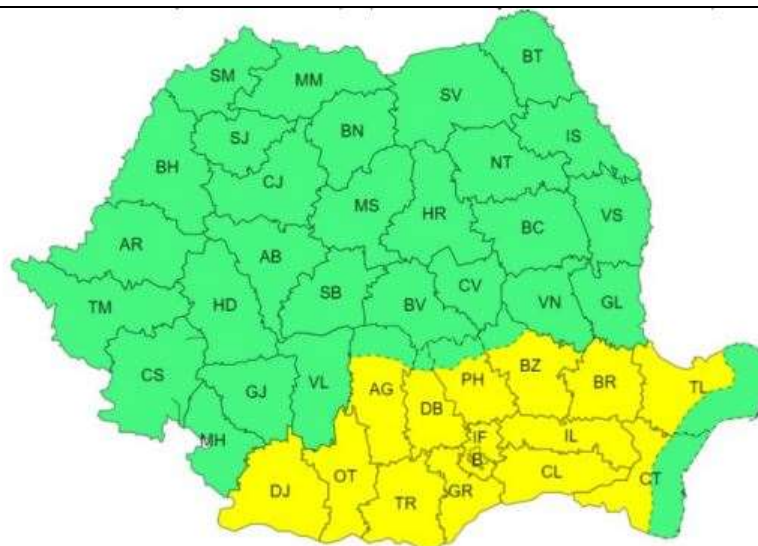 BT
SM
MM
SV
SJ
BN
IS
BH
CJ
NT
MS
HR
VS
BC
AR
AB
SB
CV
TM
HD
BV
VN
GL
CS
GJ
VL
AG
PH
BZ
BR
TL
DB
MH
IF
IL
B
OT
CL
CT
DJ
TR
GR